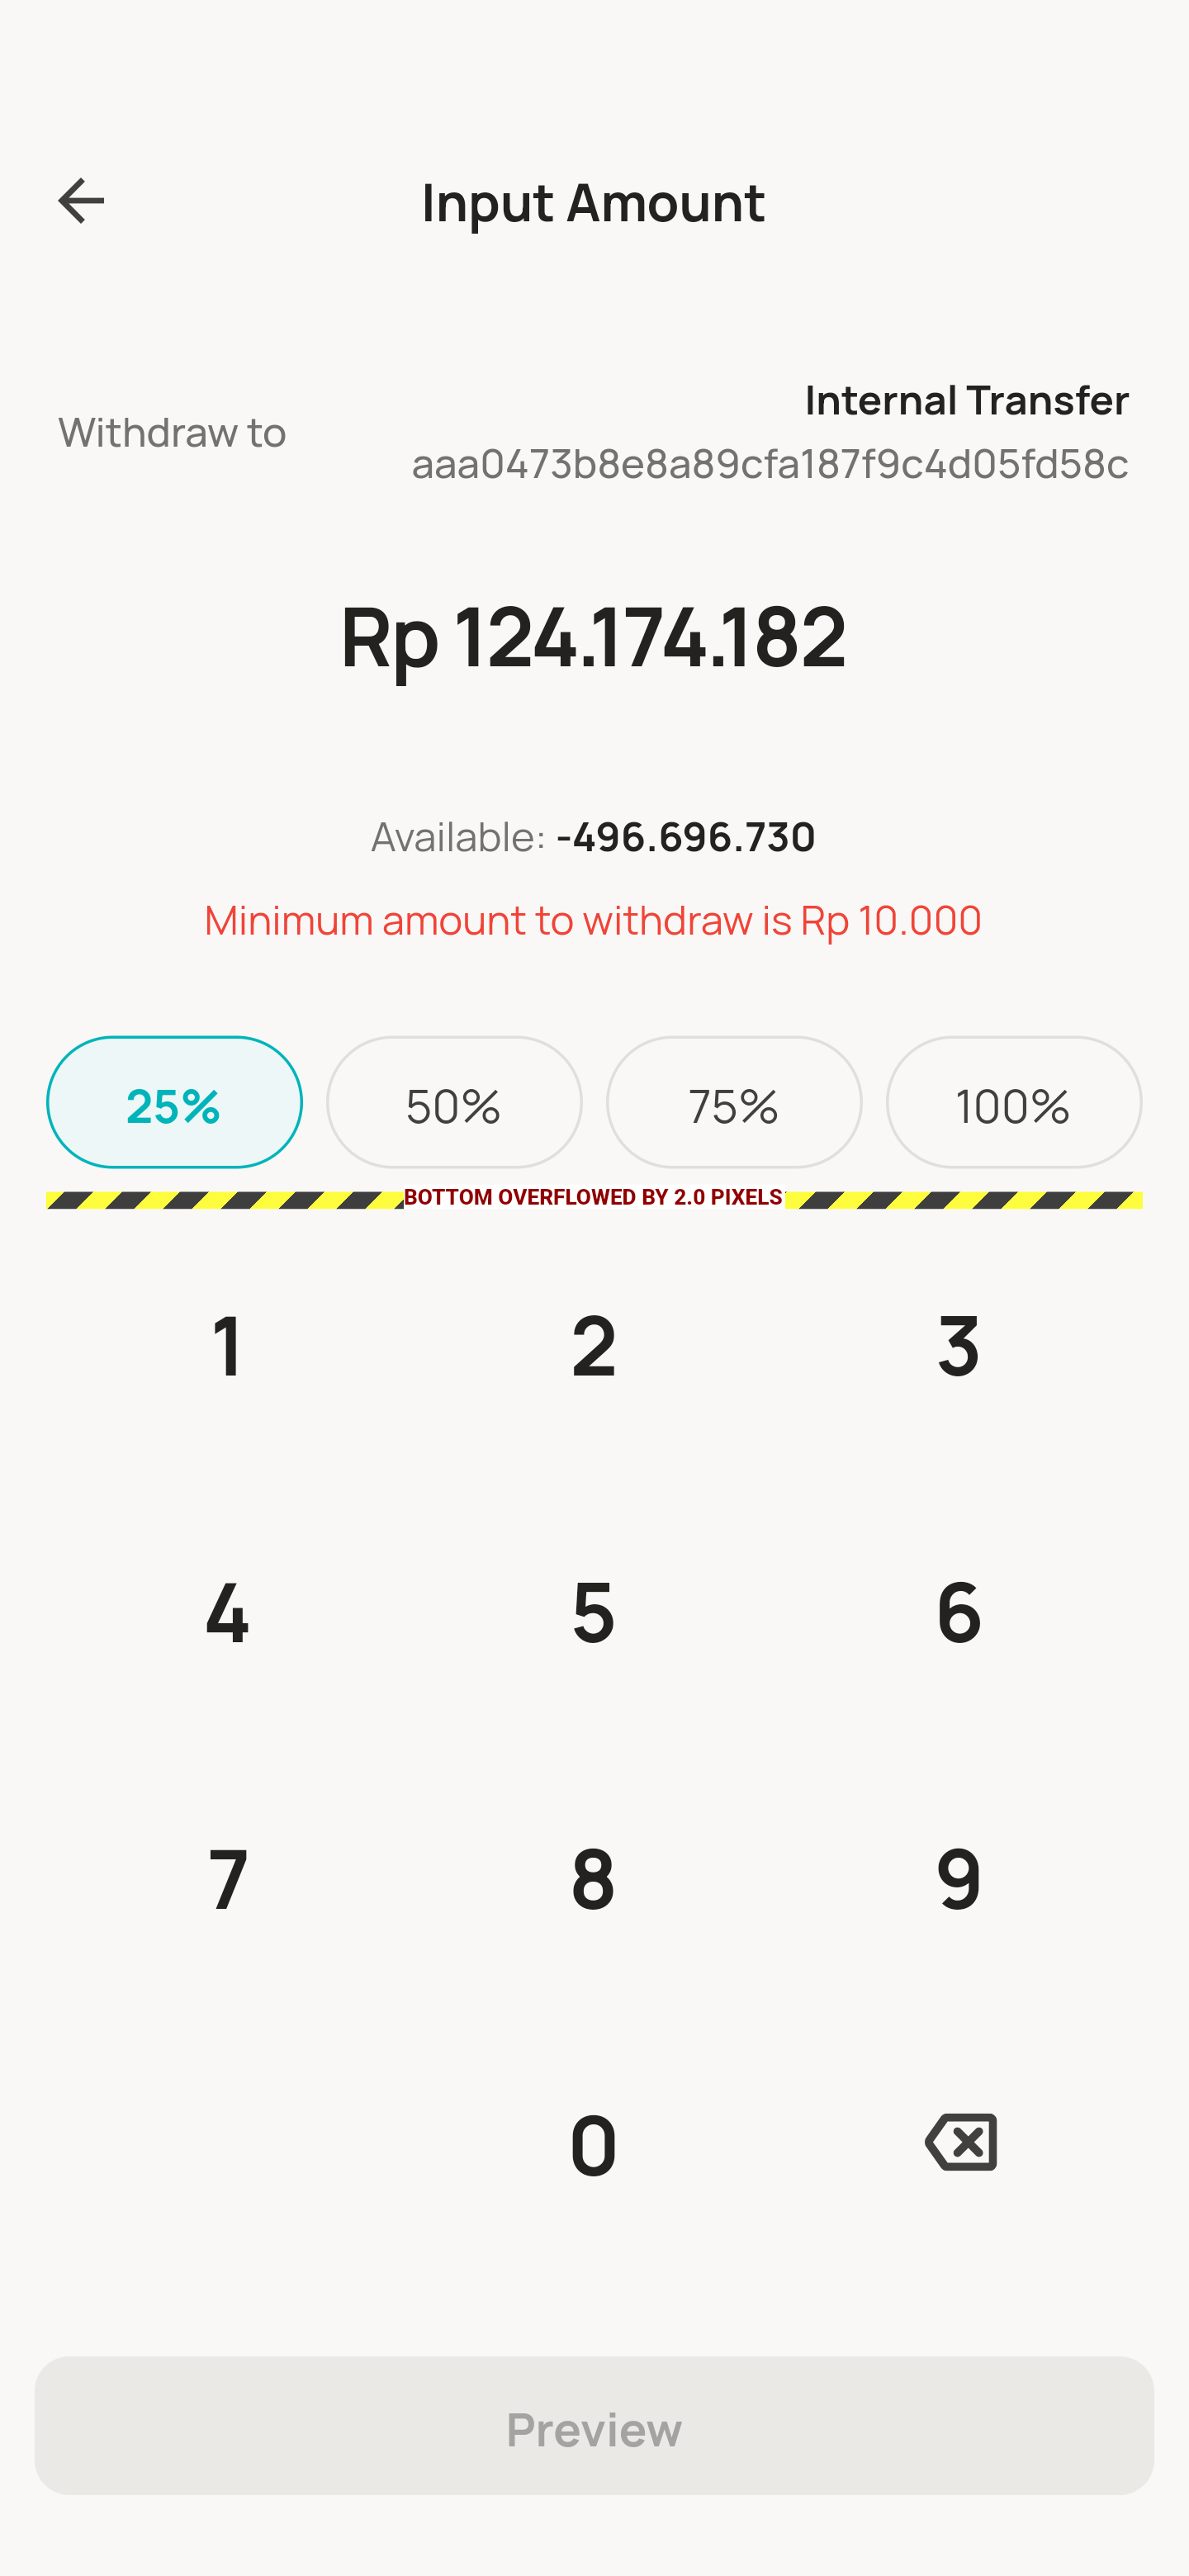 Input Amount
Withdraw to
Internal Transfer
aaa0473b8e8a89cfa187f9c4d05fd58c
Rp 124.174.182
Available: -496.696.730
Minimum amount to withdraw is Rp 10.000
25% 50% 75% 100%
BOTTOM OVERFLOWED BY 2.0 PIXELS
1 2 3
4 5 6
7 8 9
0
Preview